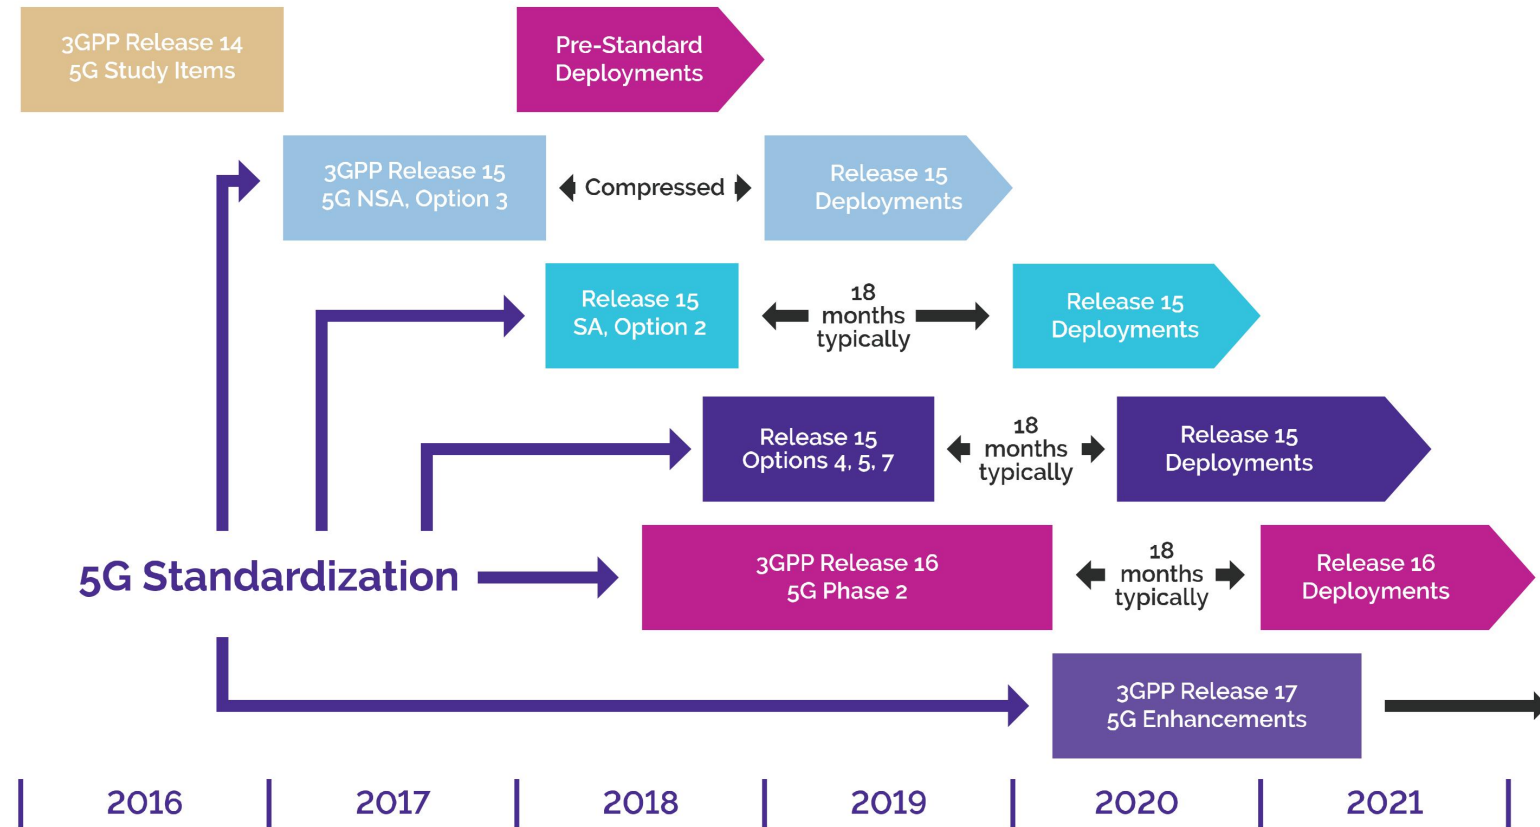 3GPP Release 14
5G Study Items
Pre-Standard
Deployments
3GPP Release 15
5G NSA, Option 3
Compressed
Release 15
Deployments
Release 15
SA, Option 2
18
months
typically
Release 15
Deployments
Release 15
Options 4, 5, 7
18
months
typically
Release 15
Deployments
5G Standardization
3GPP Release 16
5G Phase 2
18
months
typically
Release 16
Deployments
3GPP Release 17
5G Enhancements
2016
2017
2018
2019
2020
2021